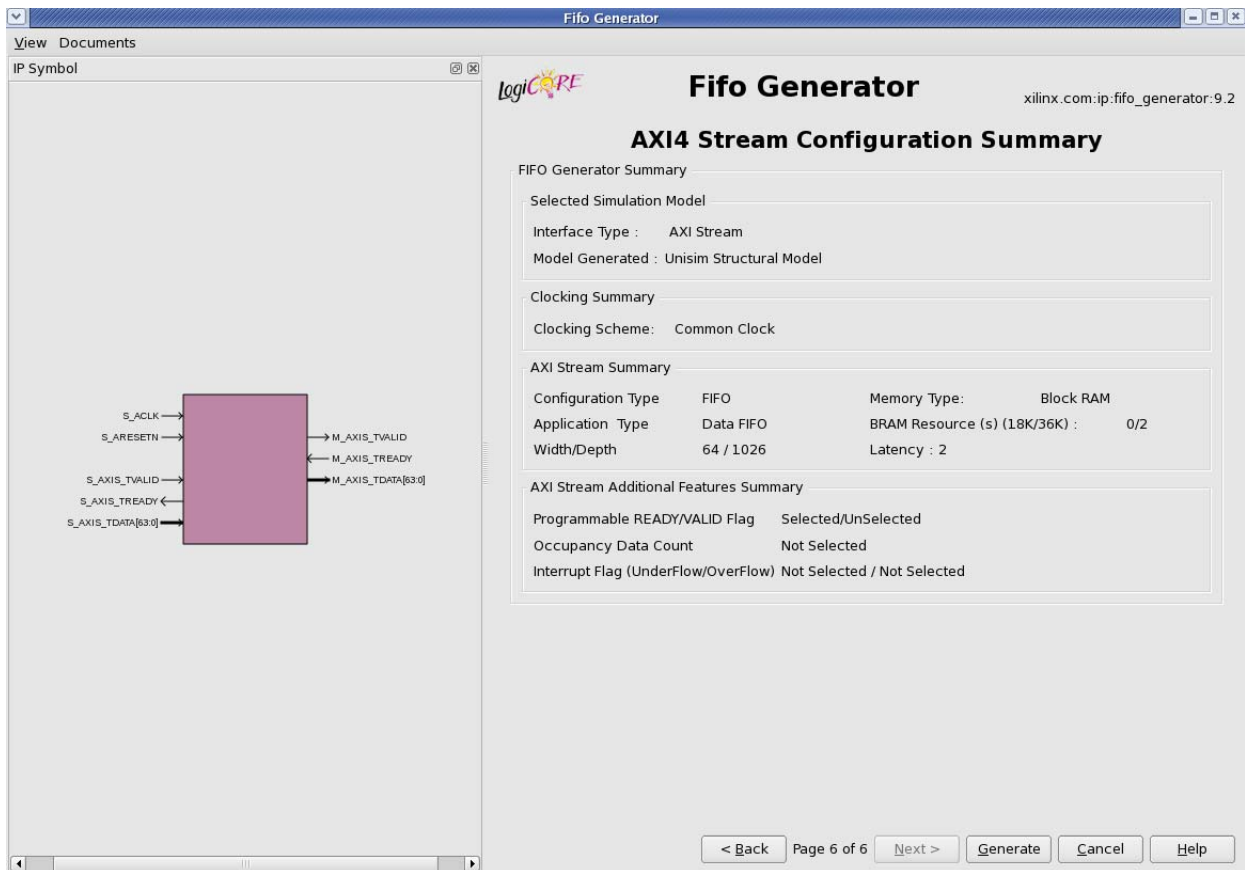 Fifo Generator
View Documents
IP Symbol
S_ACLK
S_ARESETN
S_AXIS_TVALID
S_AXIS_TREADY
S_AXIS_TDATA[63:0]
M_AXIS_TVALID
M_AXIS_TREADY
M_AXIS_TDATA[63:0]
LogiCORE
Fifo Generator
xilinx.com:ip:fifo_generator:9.2
AXI4 Stream Configuration Summary
FIFO Generator Summary
Selected Simulation Model
Interface Type : AXI Stream
Model Generated : Unisim Structural Model
Clocking Summary
Clocking Scheme: Common Clock
AXI Stream Summary
Configuration Type FIFO Memory Type: Block RAM
Application Type Data FIFO BRAM Resource (s) (18K/36K) : 0/2
Width/Depth 64 / 1026 Latency : 2
AXI Stream Additional Features Summary
Programmable READY/VALID Flag Selected/UnSelected
Occupancy Data Count Not Selected
Interrupt Flag (UnderFlow/OverFlow) Not Selected / Not Selected
< Back Page 6 of 6 Next > Generate Cancel Help